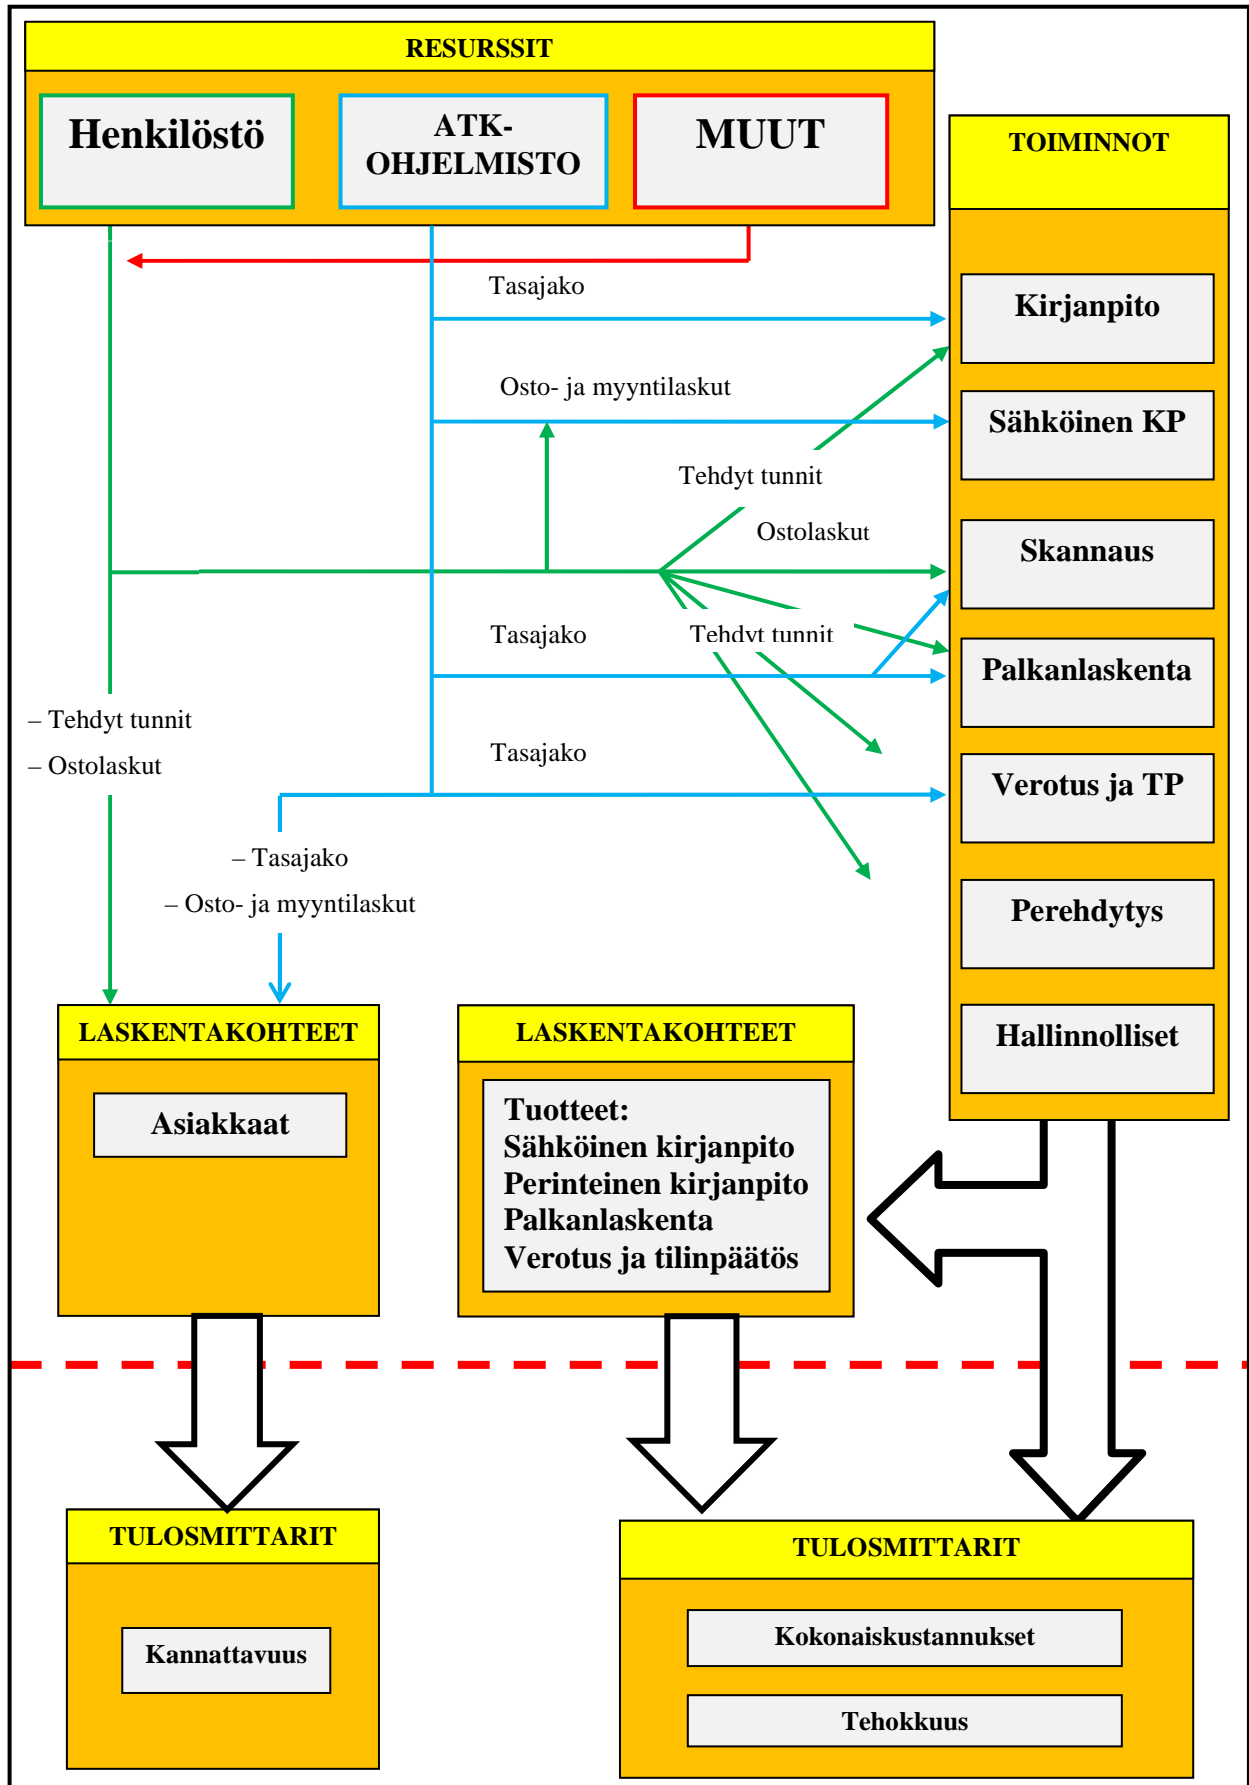 RESURSSIT
Henkilöstö
ATK-
OHJELMISTO
MUUT
TOIMINNOT
Tasajako
Kirjanpito
Osto- ja myyntilaskut
Sähköinen KP
Tehdyt tunnit
Ostolaskut
Skannaus
Tasajako
Tehdyt tunnit
Palkanlaskenta
– Tehdyt tunnit
– Ostolaskut
Tasajako
Verotus ja TP
– Tasajako
– Osto- ja myyntilaskut
Perehdytys
Hallinnolliset
LASKENTAKOHTEET
Asiakkaat
LASKENTAKOHTEET
Tuotteet:
Sähköinen kirjanpito
Perinteinen kirjanpito
Palkanlaskenta
Verotus ja tilinpäätös
TULOSMITTARIT
Kannattavuus
TULOSMITTARIT
Kokonaiskustannukset
Tehokkuus